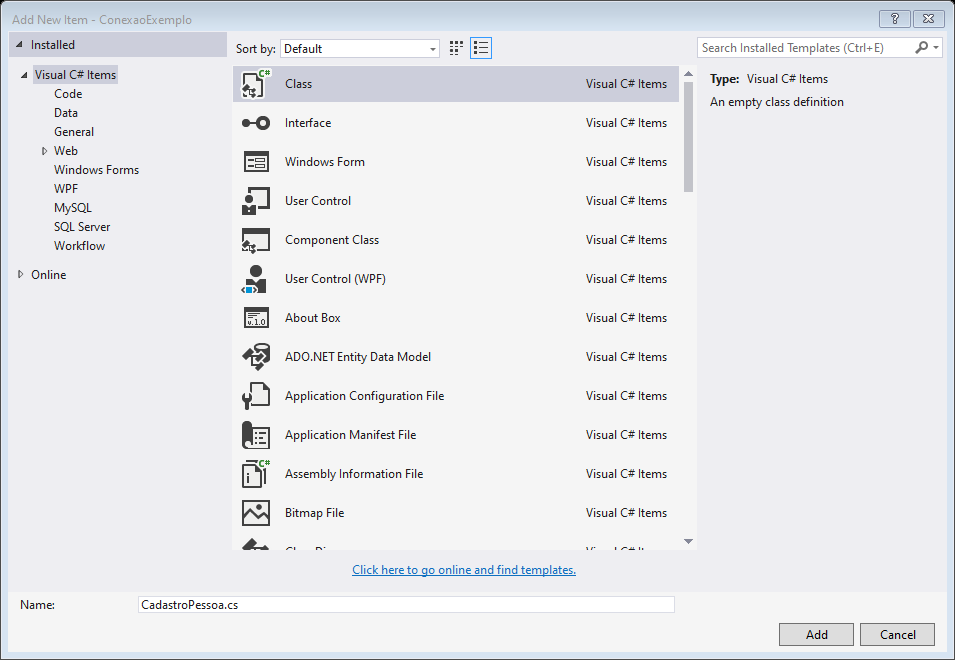 Add New Item - ConexaoExemplo
Installed
Sort by: Default
Search Installed Templates (Ctrl+E)
Visual C# Items
Code
Data
General
Web
Windows Forms
WPF
MySQL
SQL Server
Workflow
Online
Class Visual C# Items
Interface Visual C# Items
Windows Form Visual C# Items
User Control Visual C# Items
Component Class Visual C# Items
User Control (WPF) Visual C# Items
About Box Visual C# Items
ADO.NET Entity Data Model Visual C# Items
Application Configuration File Visual C# Items
Application Manifest File Visual C# Items
Assembly Information File Visual C# Items
Bitmap File Visual C# Items
Type: Visual C# Items
An empty class definition
Click here to go online and find templates.
Name: CadastroPessoa.cs
Add Cancel